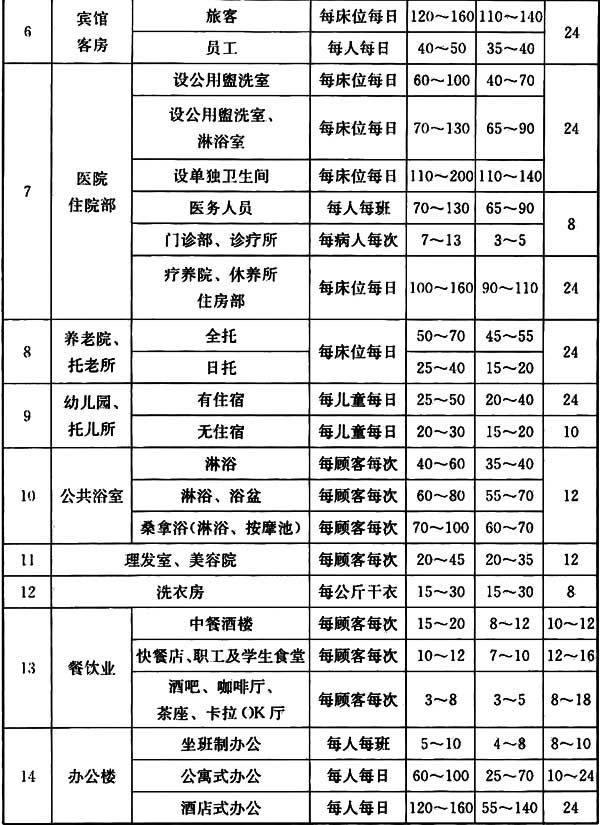 6 宾馆客房 旅客 每床位每日 120～160 110～140 24
员工 每人每日 40～50 35～40
7 医院住院部 设公用盥洗室 每床位每日 60～100 40～70 24
设公用盥洗室、
淋浴室 每床位每日 70～130 65～90
设单独卫生间 每床位每日 110～200 110～140
医务人员 每人每班 70～130 65～90 8
门诊部、诊疗所 每病人每次 7～13 3～5
疗养院、休养所
住房部 每床位每日 100～160 90～110 24
8 养老院、托老所 全托 每床位每日 50～70 45～55 24
日托 25～40 15～20
9 幼儿园、托儿所 有住宿 每儿童每日 25～50 20～40 24
无住宿 每儿童每日 20～30 15～20 10
10 公共浴室 淋浴 每顾客每次 40～60 35～40 12
淋浴、浴盆 每顾客每次 60～80 55～70
桑拿浴(淋浴、按摩池) 每顾客每次 70～100 60～70
11 理发室、美容院 每顾客每次 20～45 20～35 12
12 洗衣房 每公斤干衣 15～30 15～30 8
13 餐饮业 中餐酒楼 每顾客每次 15～20 8～12 10～12
快餐店、职工及学生食堂 每顾客每次 10～12 7～10 12～16
酒吧、咖啡厅、
茶座、卡拉OK厅 每顾客每次 3～8 3～5 8～18
14 办公楼 坐班制办公 每人每班 5～10 4～8 8～10
公寓式办公 每人每日 60～100 25～70 10～24
酒店式办公 每人每日 120～160 55～140 24